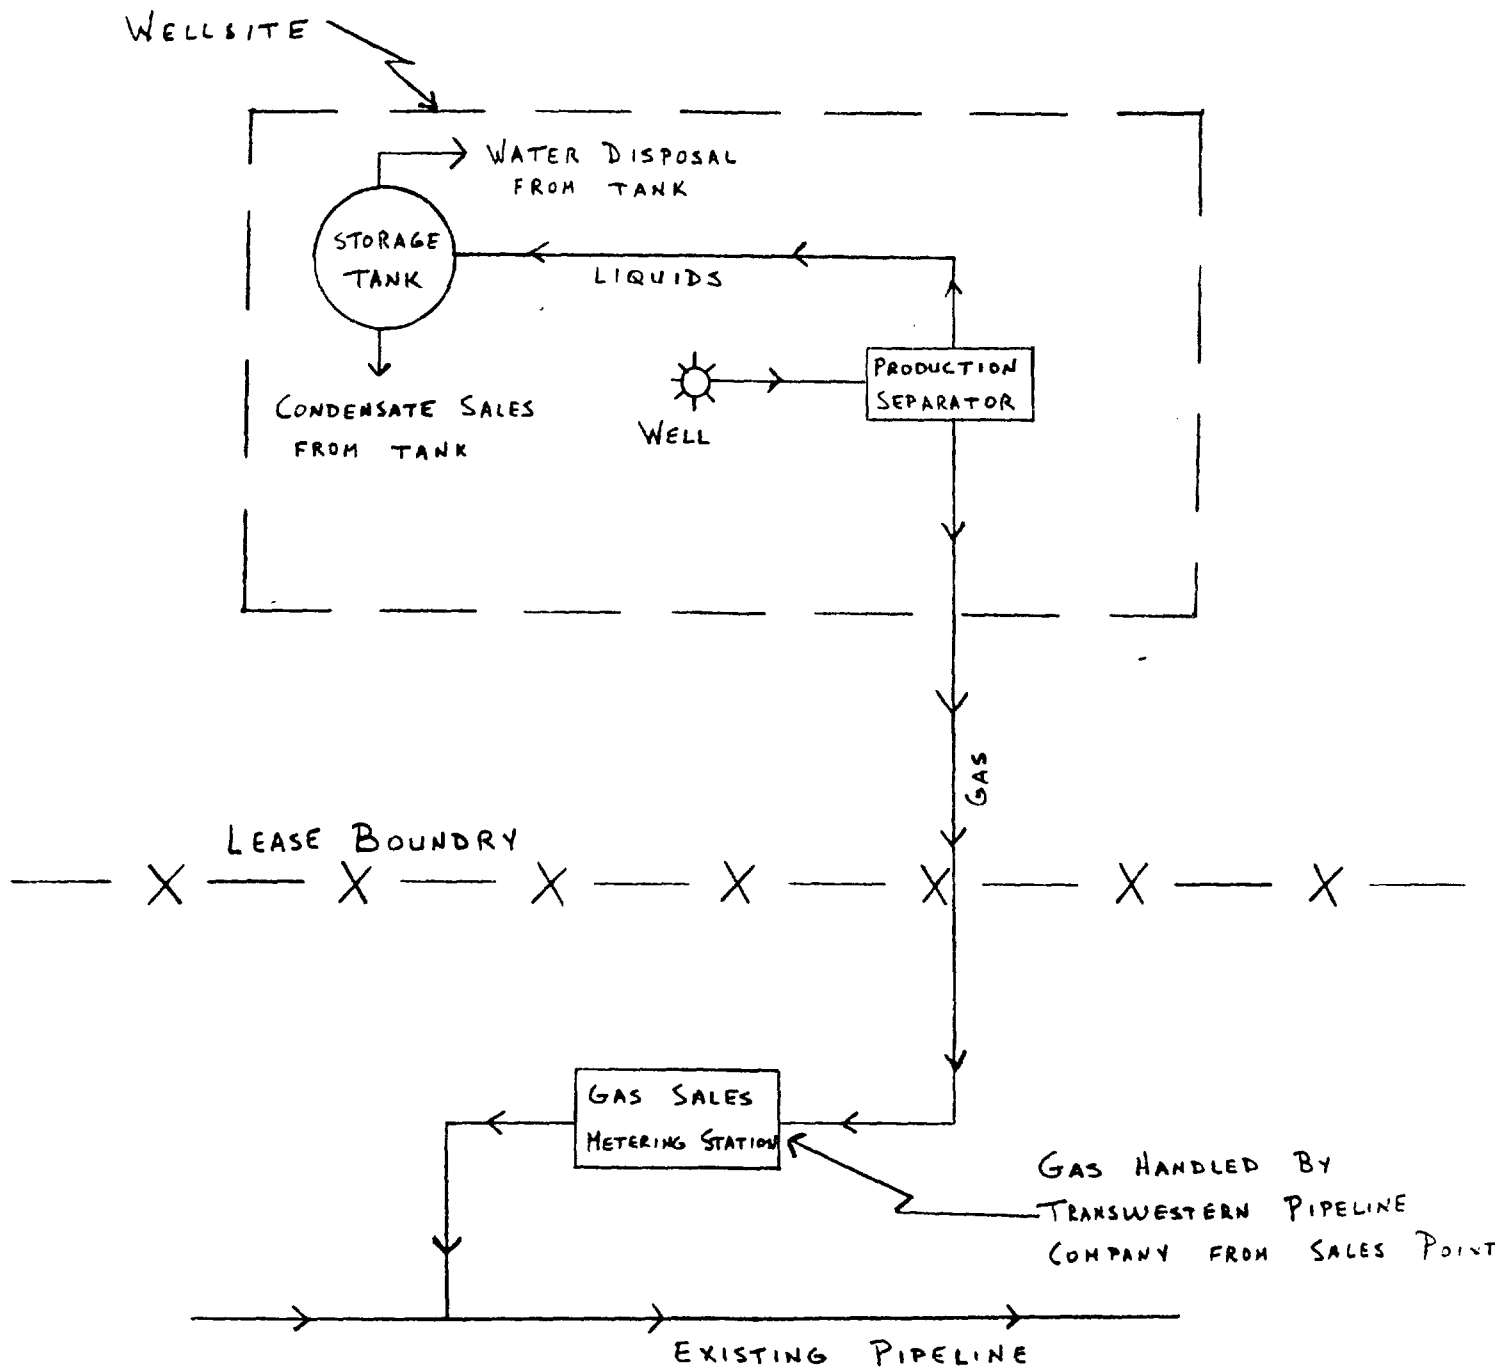 WELLSITE
WATER DISPOSAL
FROM TANK
STORAGE
TANK
LIQUIDS
PRODUCTION
SEPARATOR
CONDENSATE SALES
FROM TANK
WELL
GAS
LEASE BOUNDRY
X X X X X X X
GAS SALES
METERING STATION
GAS HANDLED BY
TRANSWESTERN PIPELINE
COMPANY FROM SALES POINT
EXISTING PIPELINE